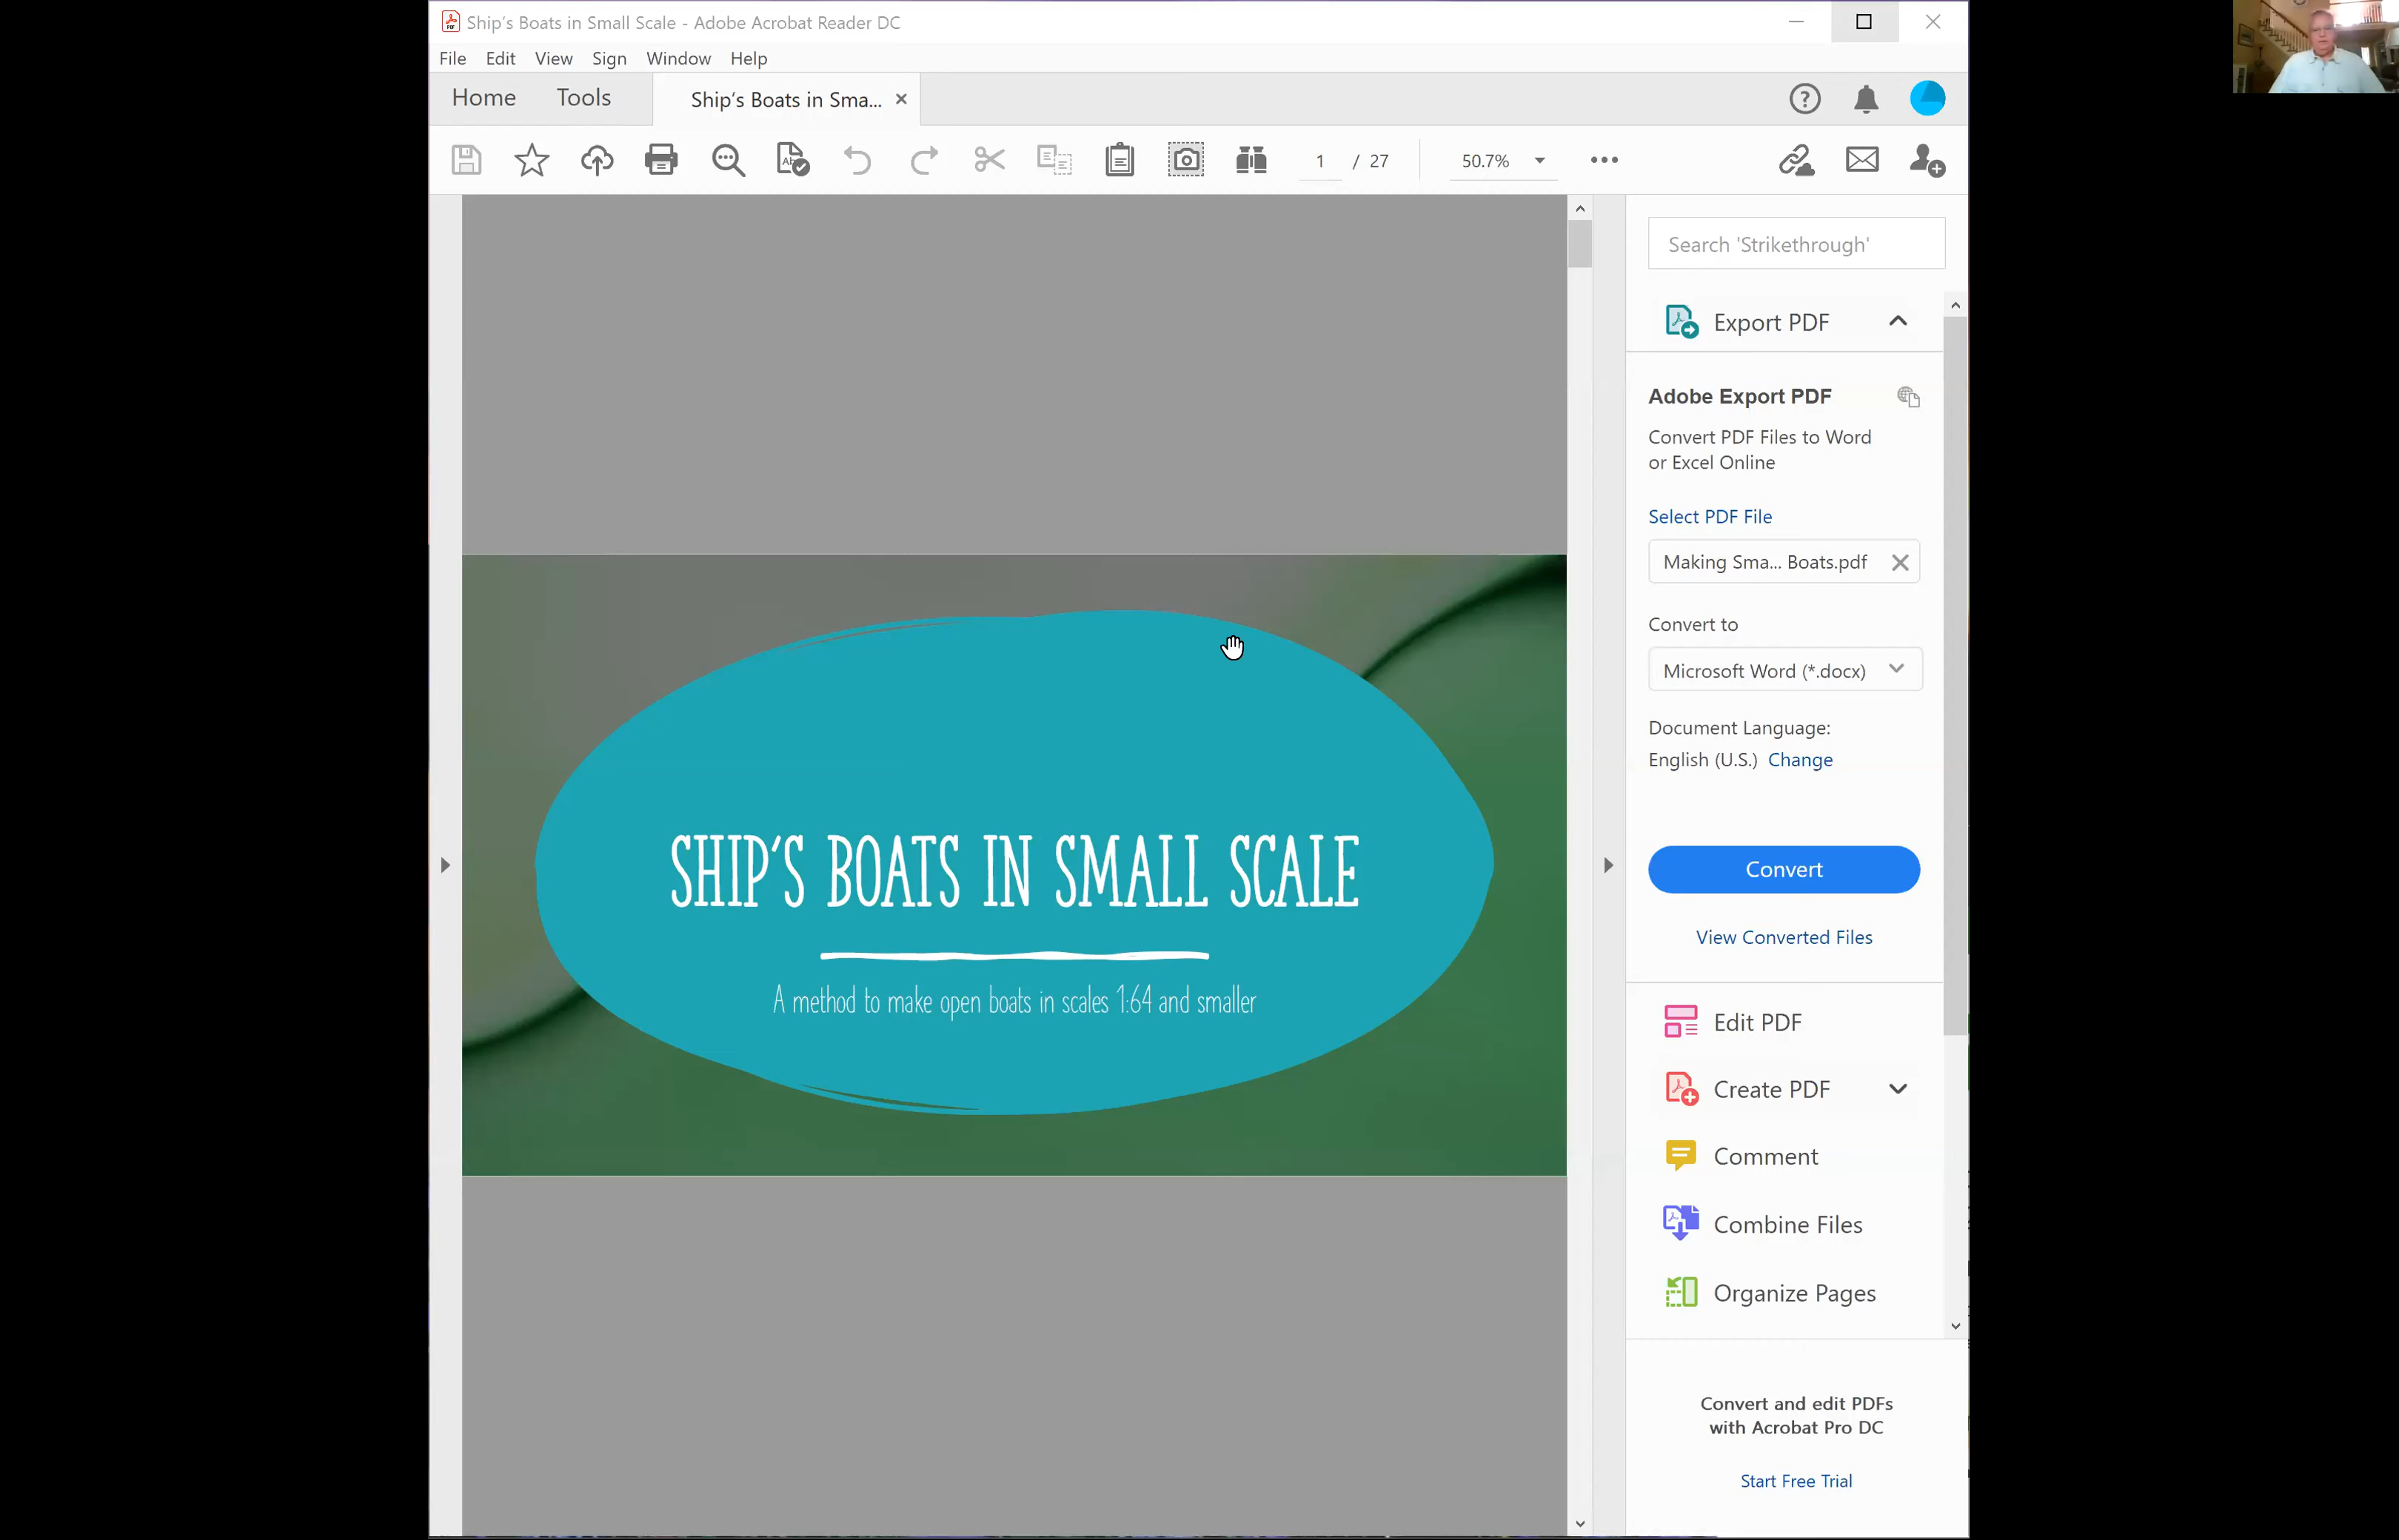 Ship's Boats in Small Scale - Adobe Acrobat Reader DC
File Edit View Sign Window Help
Home Tools Ship's Boats in Sma...
1 / 27 50.7%
Search 'Strikethrough'
Export PDF
Adobe Export PDF
Convert PDF Files to Word
or Excel Online
Select PDF File
Making Sma... Boats.pdf
Convert to
Microsoft Word (*.docx)
Document Language:
English (U.S.) Change
Convert
View Converted Files
Edit PDF
Create PDF
Comment
Combine Files
Organize Pages
Convert and edit PDFs
with Acrobat Pro DC
Start Free Trial
SHIP'S BOATS IN SMALL SCALE
A method to make open boats in scales 1:64 and smaller